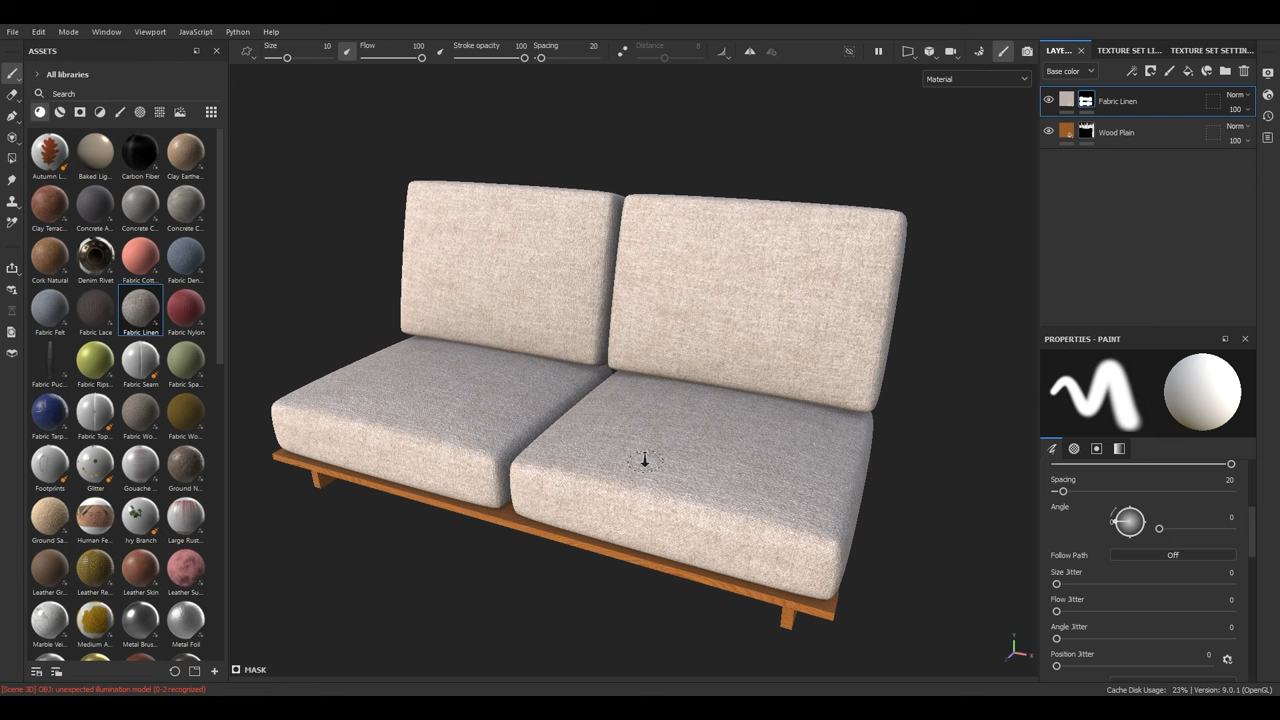 File Edit Mode Window Viewport JavaScript Python Help
ASSETS
Size 10 Flow 100 Stroke opacity 100 Spacing 20 Distance 8
LAYE... TEXTURE SET LI... TEXTURE SET SETTIN...
All libraries
Search
Material
Base color
Fabric Linen Norm 100
Wood Plain Norm 100
Autumn L... Baked Lig... Carbon Fiber Clay Earthe...
Clay Terrac... Concrete A... Concrete C... Concrete C...
Cork Natural Denim Rivet Fabric Cott... Fabric Den...
Fabric Felt Fabric Lace Fabric Linen Fabric Nylon
Fabric Puc... Fabric Rips... Fabric Seam Fabric Spa...
Fabric Tarp... Fabric Top... Fabric Wo... Fabric Wo...
Footprints Glitter Gouache ... Ground N...
Ground Sa... Human Fe... Ivy Branch Large Rust...
Leather Gr... Leather Re... Leather Skin Leather Su...
Marble Vei... Medium A... Metal Brus... Metal Foil
PROPERTIES - PAINT
Spacing 20
Angle 0
Follow Path Off
Size Jitter 0
Flow Jitter 0
Angle Jitter 0
Position Jitter 0
Y
X
Z
MASK
[Scene 3D] OBJ: unexpected illumination model (0-2 recognized)
Cache Disk Usage: 23% | Version: 9.0.1 (OpenGL)